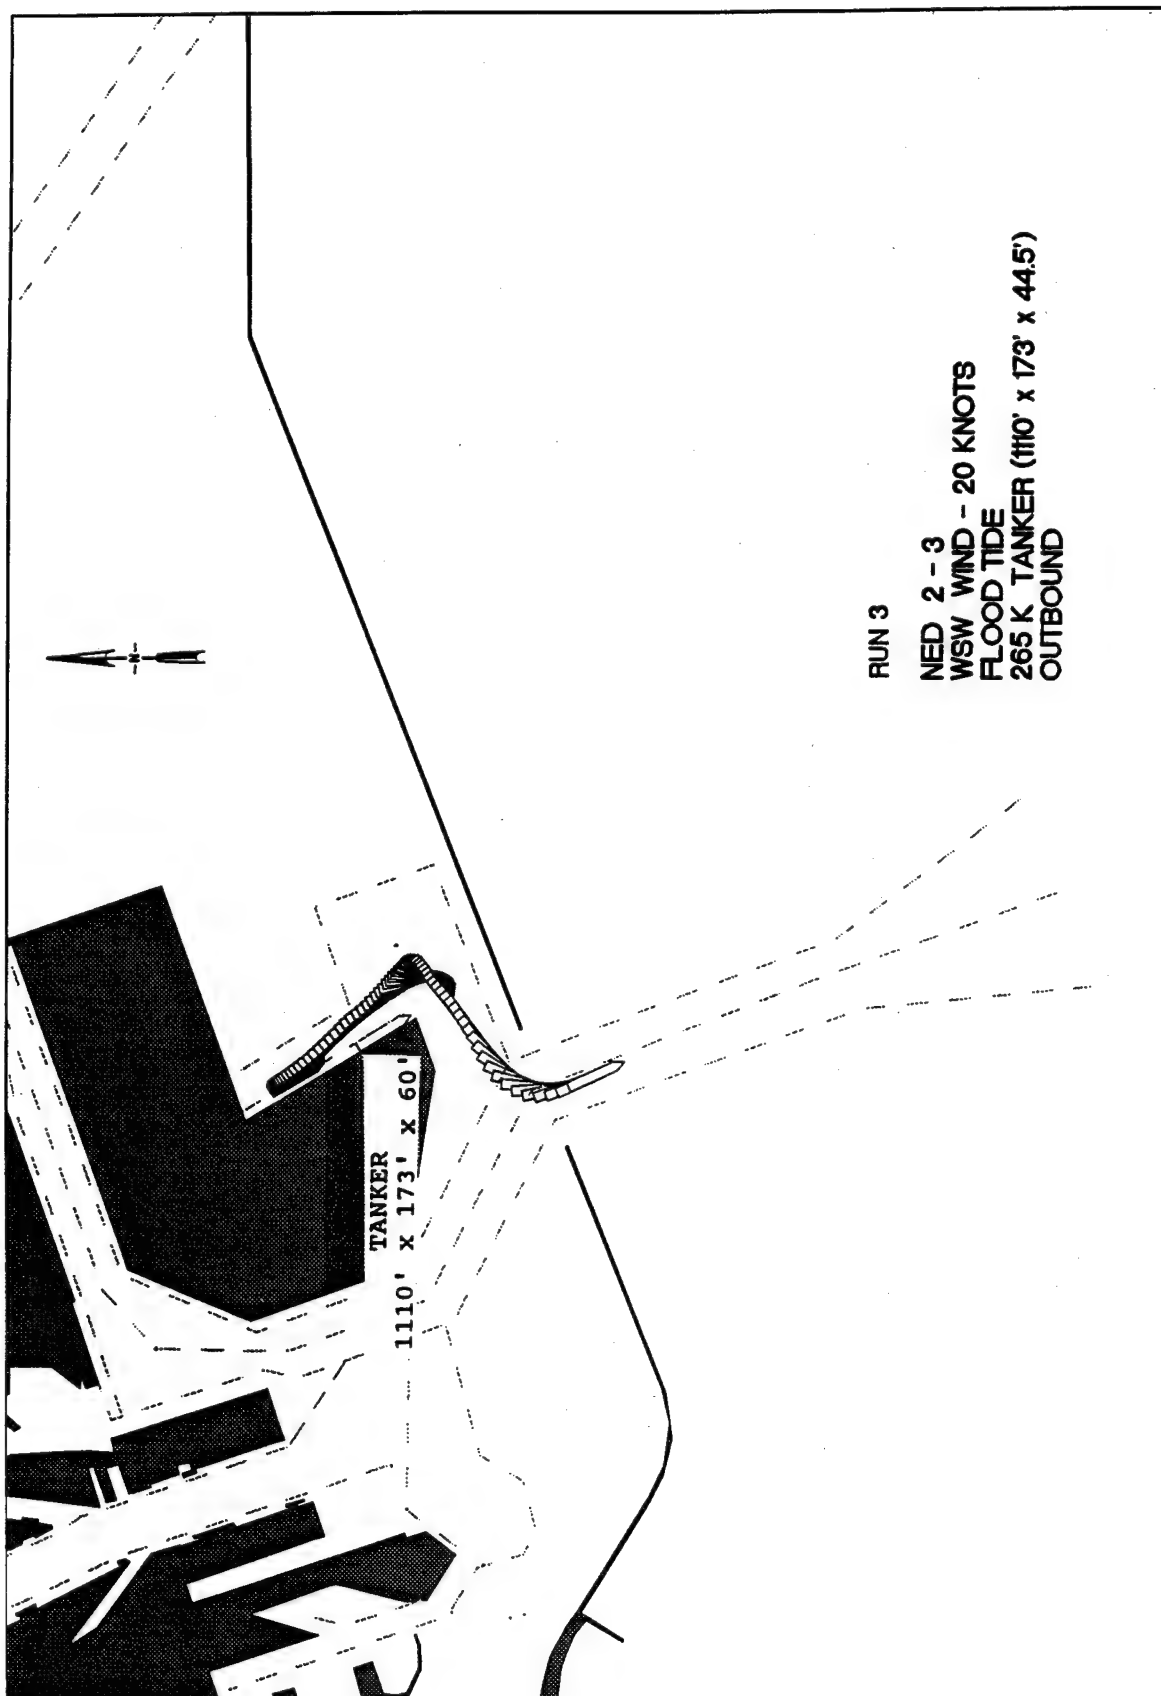 N
TANKER
1110' x 173' x 60'
RUN 3
NED 2 - 3
WSW WIND - 20 KNOTS
FLOOD TIDE
265 K TANKER (1110' x 173' x 44.5')
OUTBOUND